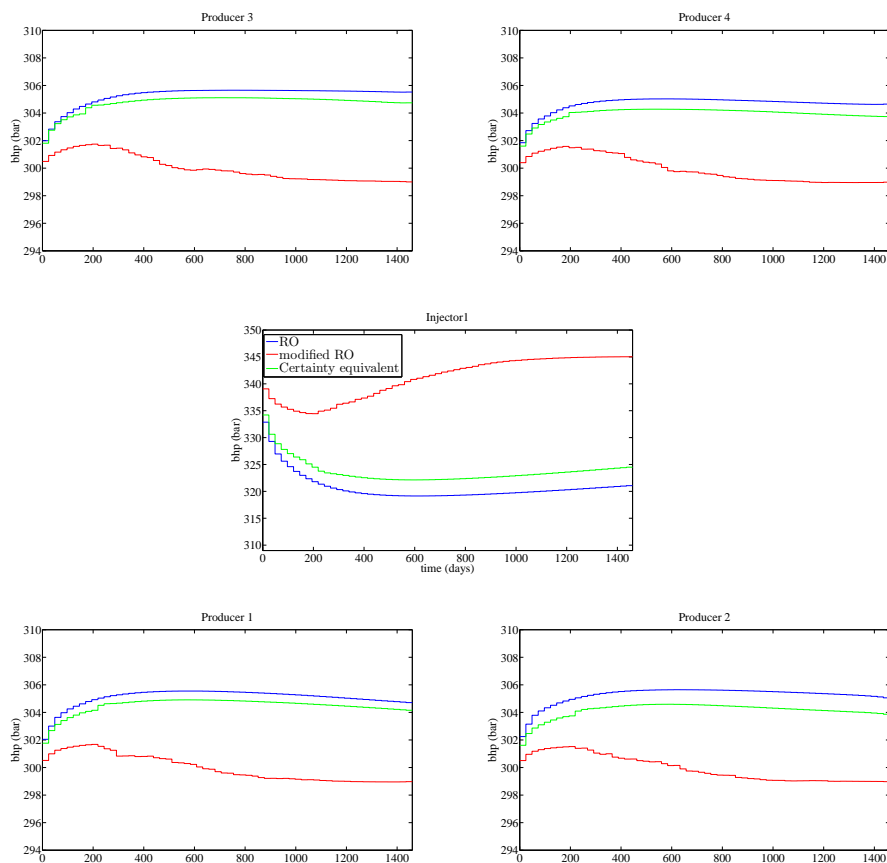 Producer 3
310
308
306
304
302
300
298
296
294
bhp (bar)
0 200 400 600 800 1000 1200 1400
Producer 4
310
308
306
304
302
300
298
296
294
bhp (bar)
0 200 400 600 800 1000 1200 1400
Injector1
350
345
340
335
330
325
320
315
310
bhp (bar)
RO
modified RO
Certainty equivalent
0 200 400 600 800 1000 1200 1400
time (days)
Producer 1
310
308
306
304
302
300
298
296
294
bhp (bar)
0 200 400 600 800 1000 1200 1400
Producer 2
310
308
306
304
302
300
298
296
294
bhp (bar)
0 200 400 600 800 1000 1200 1400